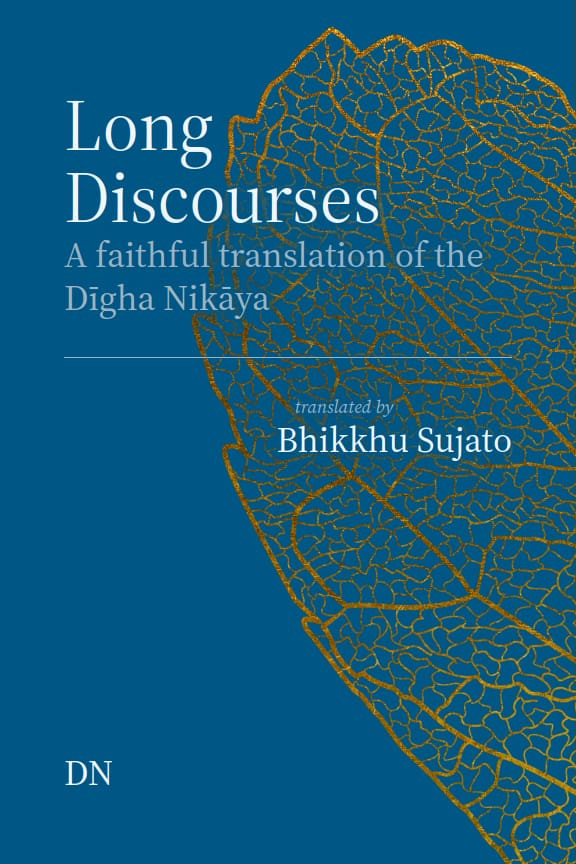 Long
Discourses
A faithful translation of the
Dīgha Nikāya
translated by
Bhikkhu Sujato
DN